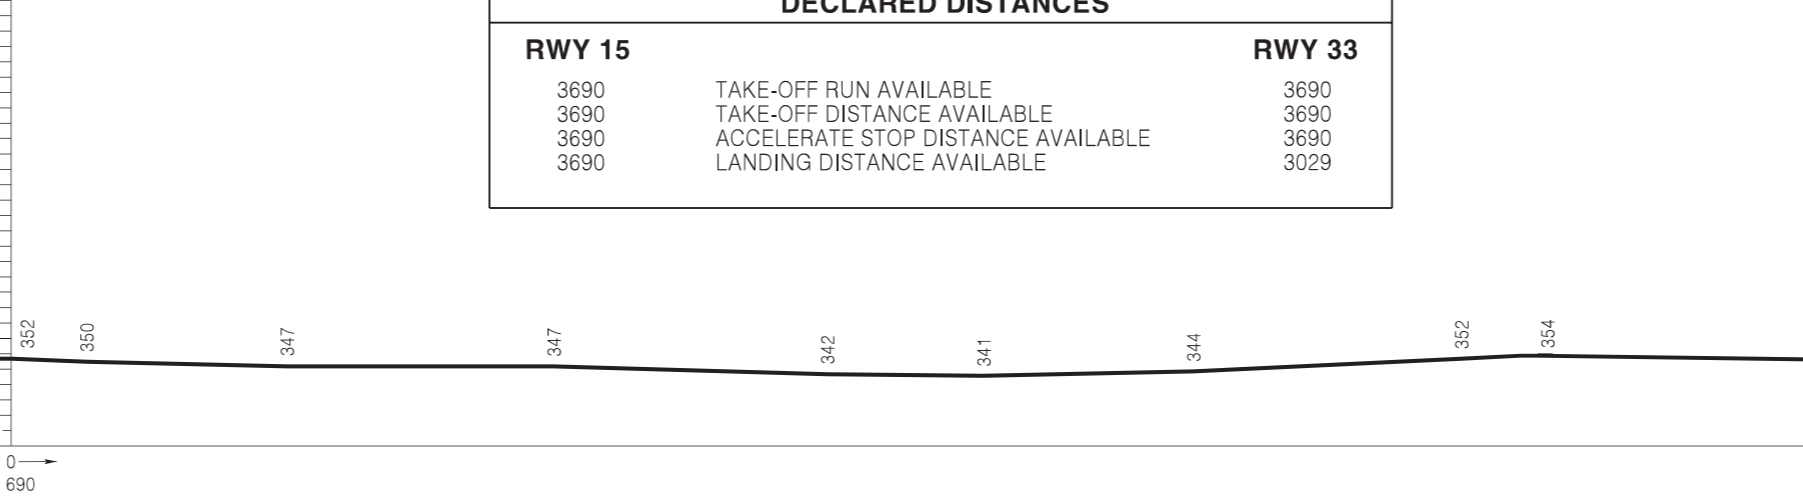 DECLARED DISTANCES
RWY 15 RWY 33
3690 TAKE-OFF RUN AVAILABLE 3690
3690 TAKE-OFF DISTANCE AVAILABLE 3690
3690 ACCELERATE STOP DISTANCE AVAILABLE 3690
3690 LANDING DISTANCE AVAILABLE 3029
352 350 347 347 342 341 344 352 354
0
690